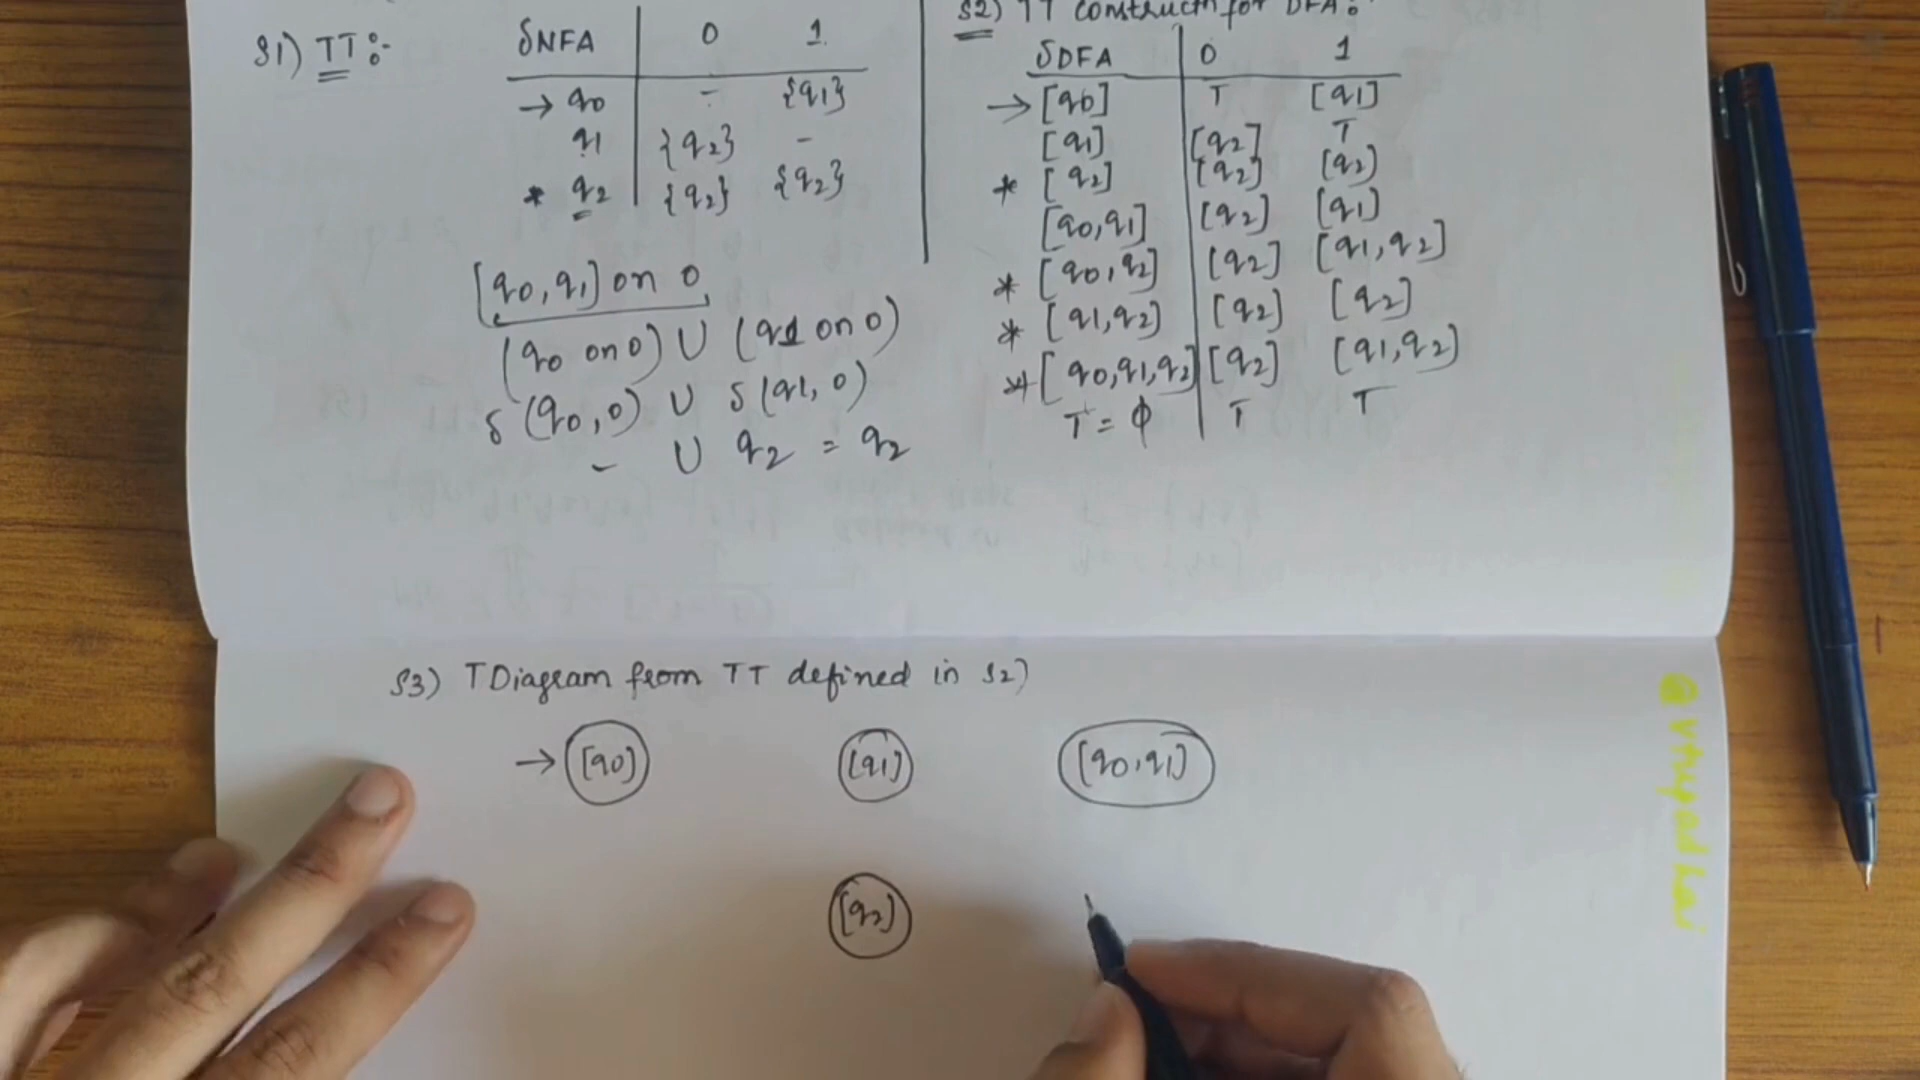 S1) TT :-
δNFA 0 1
→ q0 - {q1}
q1 {q2} -
* q2 {q2} {q2}
[q0,q1] on 0
(q0 on 0) U (q1 on 0)
δ(q0,0) U δ(q1,0)
- U q2 = q2
S2) TT constructn for DFA:
δDFA 0 1
→ [q0] T [q1]
[q1] [q2] T
* [q2] [q2] [q2]
[q0,q1] [q2] [q1]
* [q0,q2] [q2] [q1,q2]
* [q1,q2] [q2] [q2]
* [q0,q1,q2] [q2] [q1,q2]
T = ϕ T T
S3) TDiagram from TT defined in S2)
→ [q0] [q1] [q0,q1]
[q2]